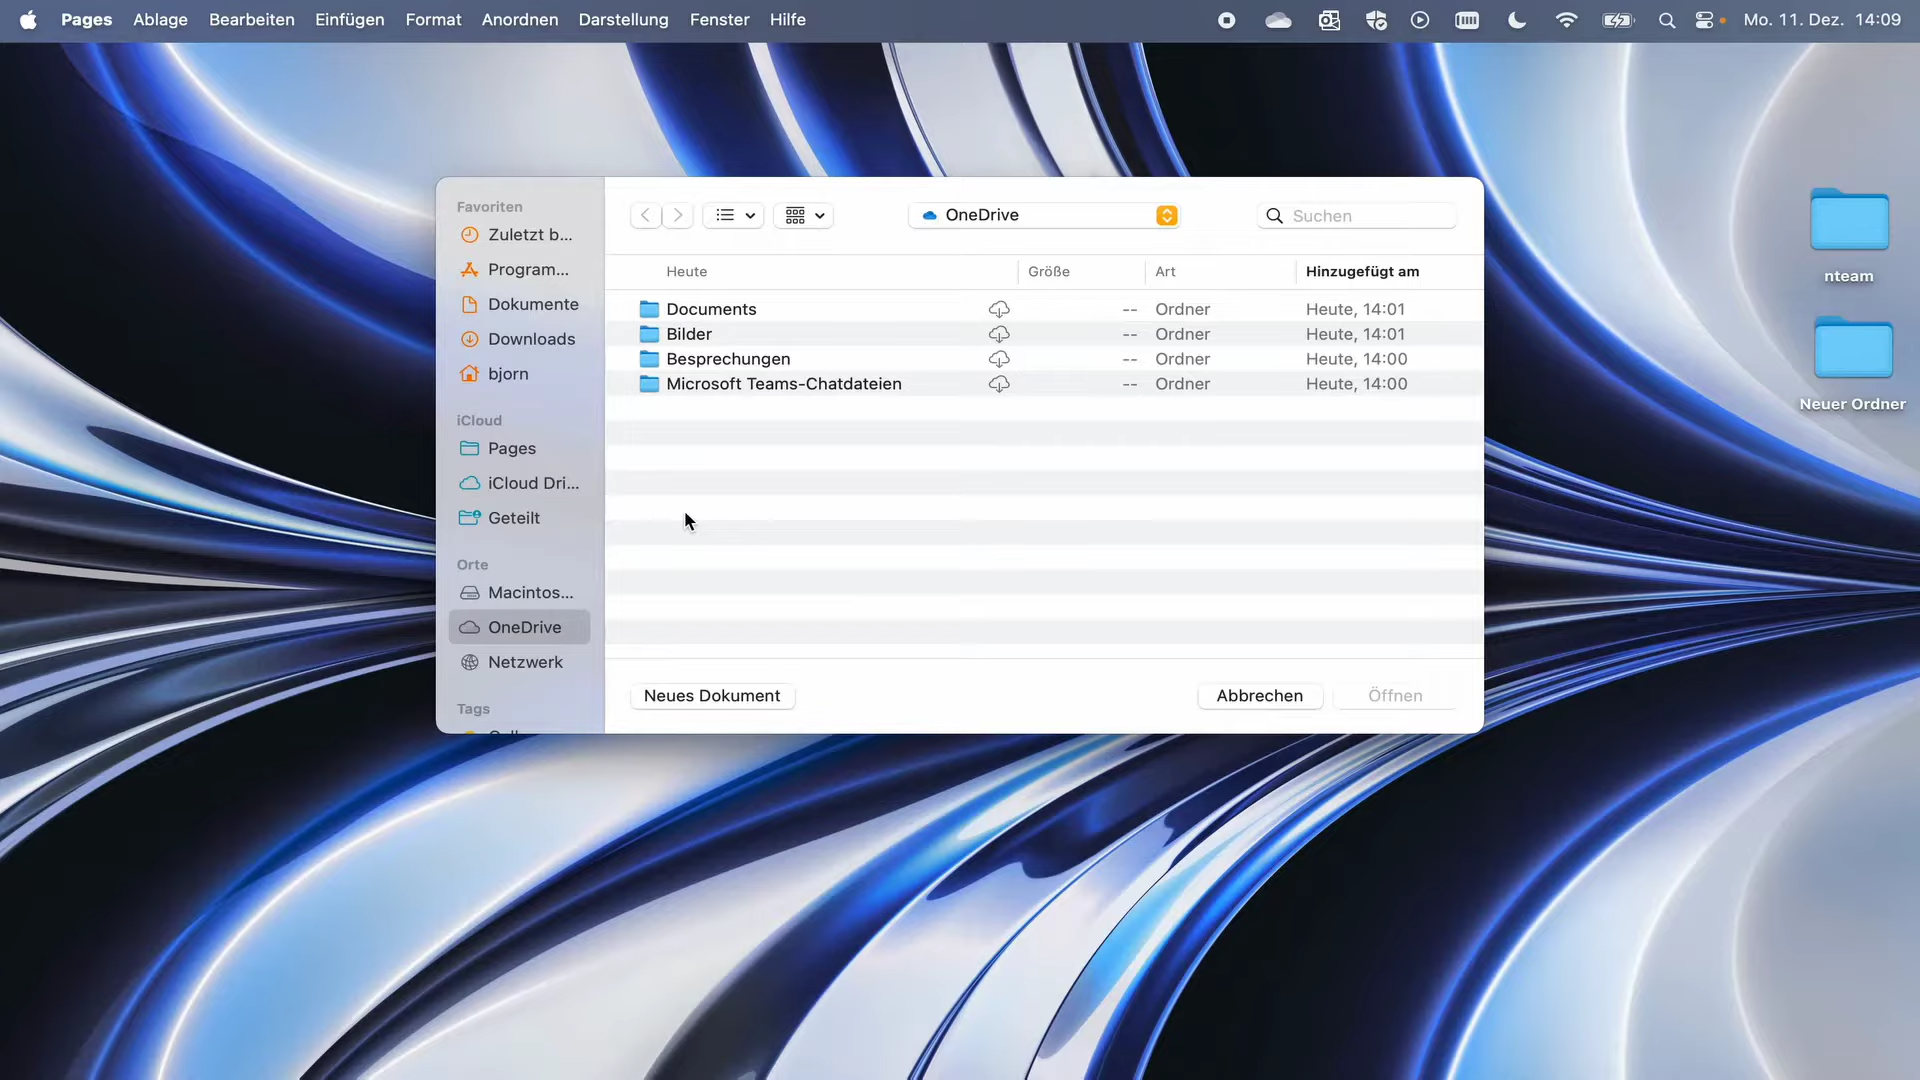 Pages Ablage Bearbeiten Einfügen Format Anordnen Darstellung Fenster Hilfe Mo. 11. Dez. 14:09
Favoriten
Zuletzt b...
Program...
Dokumente
Downloads
bjorn
iCloud
Pages
iCloud Dri...
Geteilt
Orte
Macintos...
OneDrive
Netzwerk
Tags
OneDrive Suchen
Heute Größe Art Hinzugefügt am
Documents -- Ordner Heute, 14:01
Bilder -- Ordner Heute, 14:01
Besprechungen -- Ordner Heute, 14:00
Microsoft Teams-Chatdateien -- Ordner Heute, 14:00
Neues Dokument Abbrechen Öffnen
nteam
Neuer Ordner